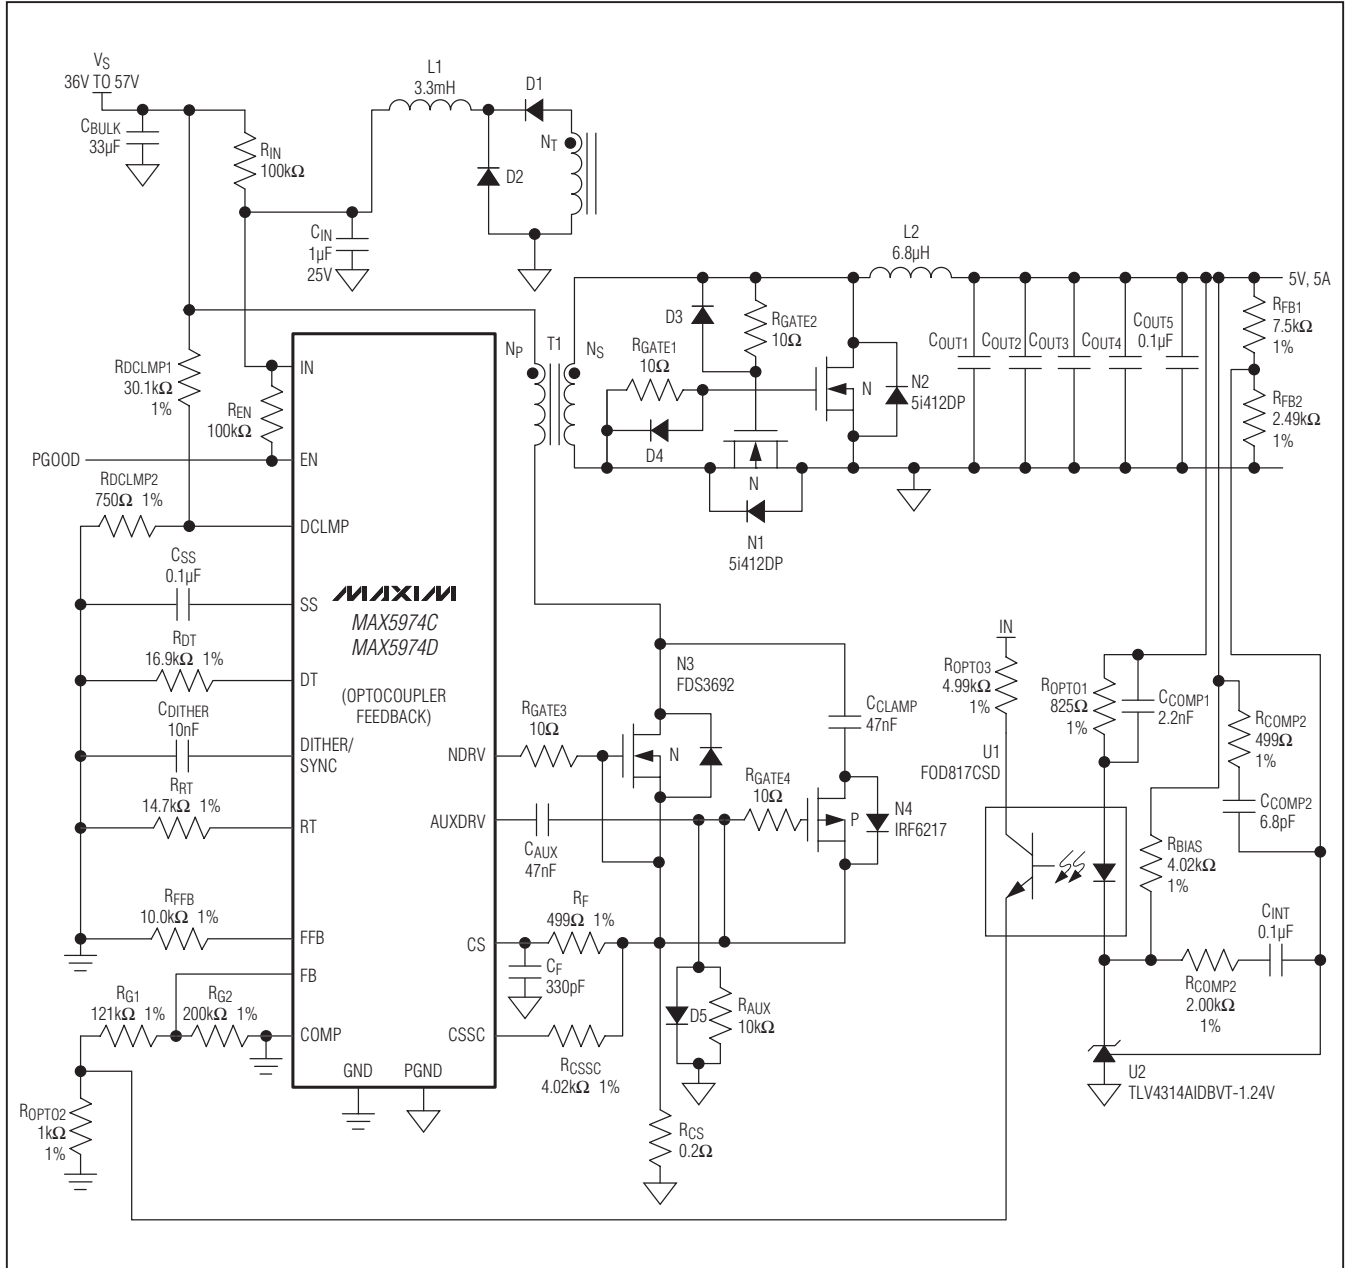 VS
36V TO 57V
CBULK
33µF
RIN
100kΩ
L1
3.3mH
D1
NT
D2
CIN
1µF
25V
L2
6.8µH
5V, 5A
D3
RGATE2
10Ω
RGATE1
10Ω
D4
N
N1
5i412DP
N
N2
5i412DP
COUT1
COUT2
COUT3
COUT4
COUT5
0.1µF
RFB1
7.5kΩ
1%
RFB2
2.49kΩ
1%
NP
T1
NS
RDCLMP1
30.1kΩ
1%
REN
100kΩ
PGOOD
RDCLMP2
750Ω 1%
CSS
0.1µF
RDT
16.9kΩ 1%
CDITHER
10nF
RRT
14.7kΩ 1%
RFFB
10.0kΩ 1%
RG1
121kΩ 1%
RG2
200kΩ 1%
ROPTO2
1kΩ
1%
IN
EN
DCLMP
SS
DT
DITHER/
SYNC
RT
FFB
FB
COMP
GND
PGND
MAXIM
MAX5974C
MAX5974D
(OPTOCOUPLER
FEEDBACK)
NDRV
AUXDRV
CS
CSSC
RGATE3
10Ω
N3
FDS3692
N
CAUX
47nF
RGATE4
10Ω
CCLAMP
47nF
P
N4
IRF6217
RF
499Ω 1%
CF
330pF
RCSSC
4.02kΩ 1%
D5
RAUX
10kΩ
RCS
0.2Ω
IN
ROPTO3
4.99kΩ
1%
U1
FOD817CSD
ROPTO1
825Ω
1%
CCOMP1
2.2nF
RCOMP2
499Ω
1%
CCOMP2
6.8pF
RBIAS
4.02kΩ
1%
CINT
0.1µF
RCOMP2
2.00kΩ
1%
U2
TLV4314AIDBVT-1.24V